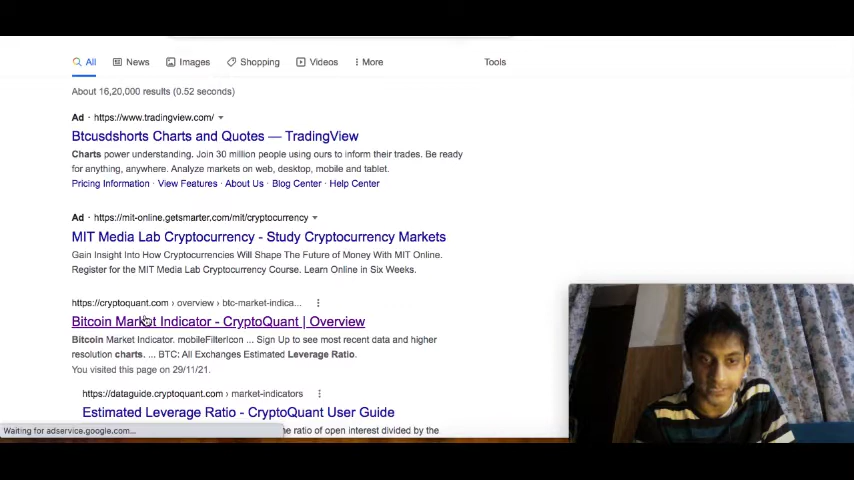 All News Images Shopping Videos More Tools
About 16,20,000 results (0.52 seconds)
Ad · https://www.tradingview.com/
Btcusdshorts Charts and Quotes — TradingView
Charts power understanding. Join 30 million people using ours to inform their trades. Be ready
for anything, anywhere. Analyze markets on web, desktop, mobile and tablet.
Pricing Information · View Features · About Us · Blog Center · Help Center
Ad · https://mit-online.getsmarter.com/mit/cryptocurrency
MIT Media Lab Cryptocurrency - Study Cryptocurrency Markets
Gain Insight Into How Cryptocurrencies Will Shape The Future of Money With MIT Online.
Register for the MIT Media Lab Cryptocurrency Course. Learn Online in Six Weeks.
https://cryptoquant.com › overview › btc-market-indica...
Bitcoin Market Indicator - CryptoQuant | Overview
Bitcoin Market Indicator. mobileFilterIcon ... Sign Up to see most recent data and higher
resolution charts. ... BTC: All Exchanges Estimated Leverage Ratio.
You visited this page on 29/11/21.
https://dataguide.cryptoquant.com › market-indicators
Estimated Leverage Ratio - CryptoQuant User Guide
Waiting for adservice.google.com...
he ratio of open interest divided by the